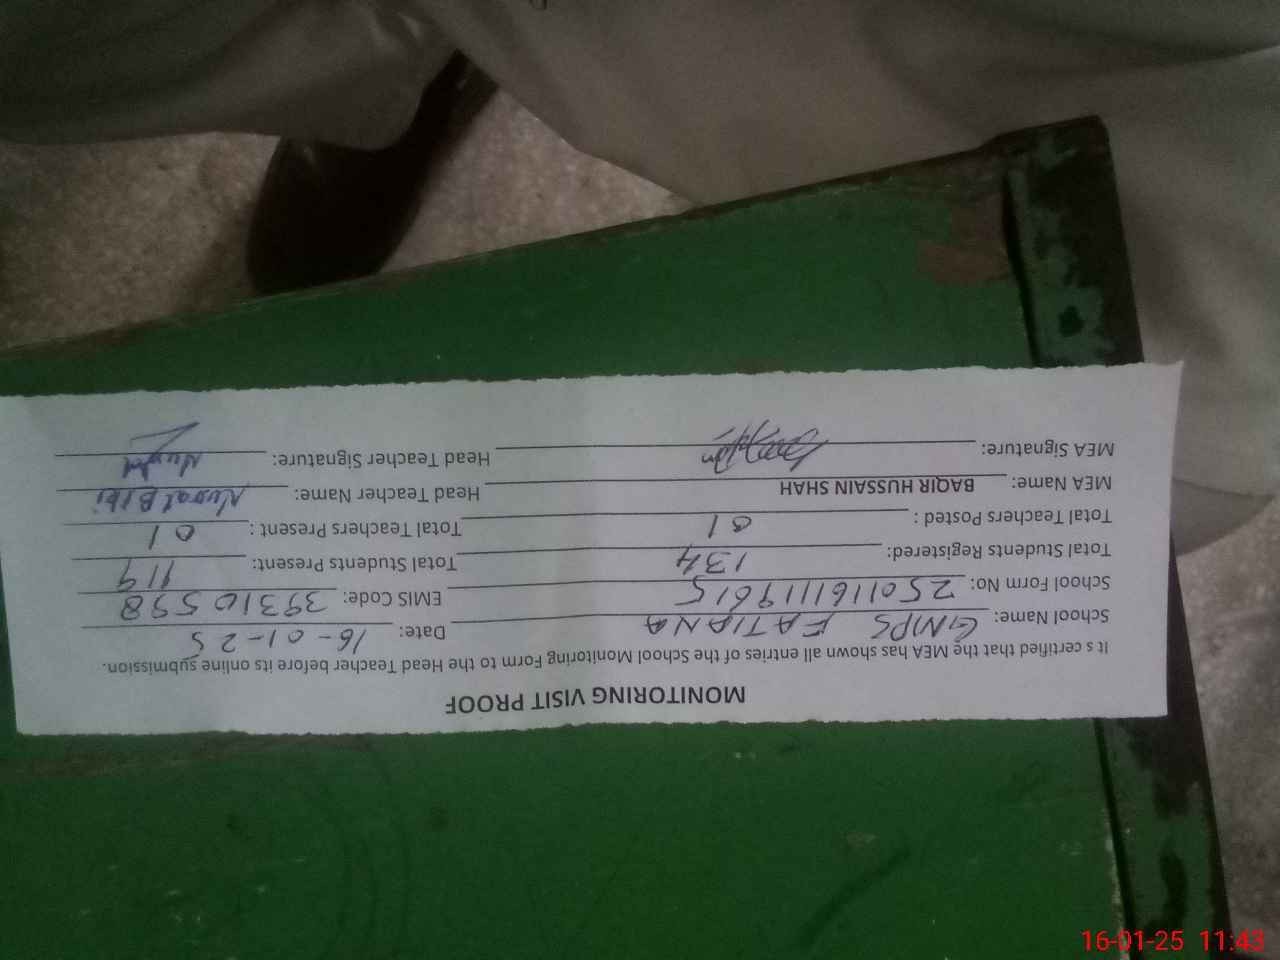 MONITORING VISIT PROOF
It s certified that the MEA has shown all entries of the School Monitoring Form to the Head Teacher before its online submission.
School Name: GMPS FATIANA Date: 16-01-25
School Form No: 2501161119615 EMIS Code: 39310598
Total Students Registered: 134 Total Students Present: 119
Total Teachers Posted: 01 Total Teachers Present: 01
MEA Name: BAQIR HUSSAIN SHAH Head Teacher Name: Nusrat BiBi
MEA Signature: Head Teacher Signature:
16-01-25 11:43